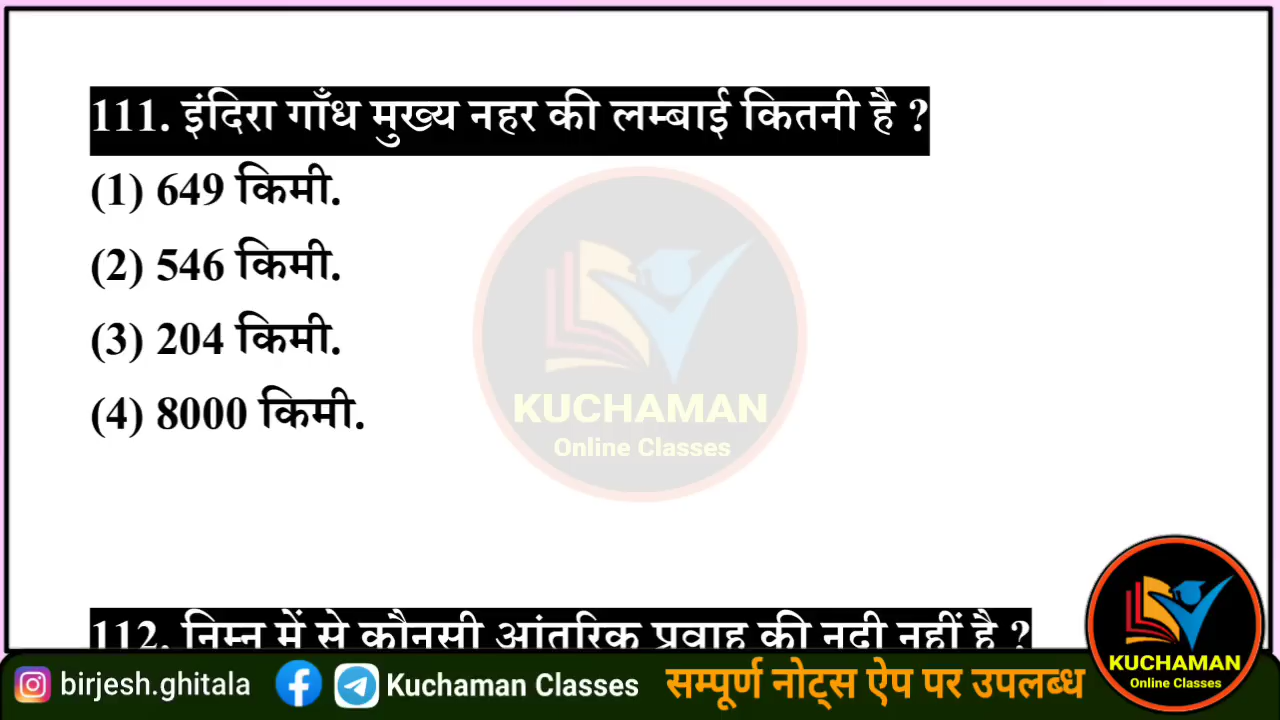 111. इंदिरा गाँध मुख्य नहर की लम्बाई कितनी है ?
(1) 649 किमी.
(2) 546 किमी.
(3) 204 किमी.
(4) 8000 किमी.
KUCHAMAN
Online Classes
112. निम्न में से कौनसी आंतरिक प्रवाह की नदी नहीं है ?
KUCHAMAN
Online Classes
birjesh.ghitala Kuchaman Classes सम्पूर्ण नोट्स ऐप पर उपलब्ध